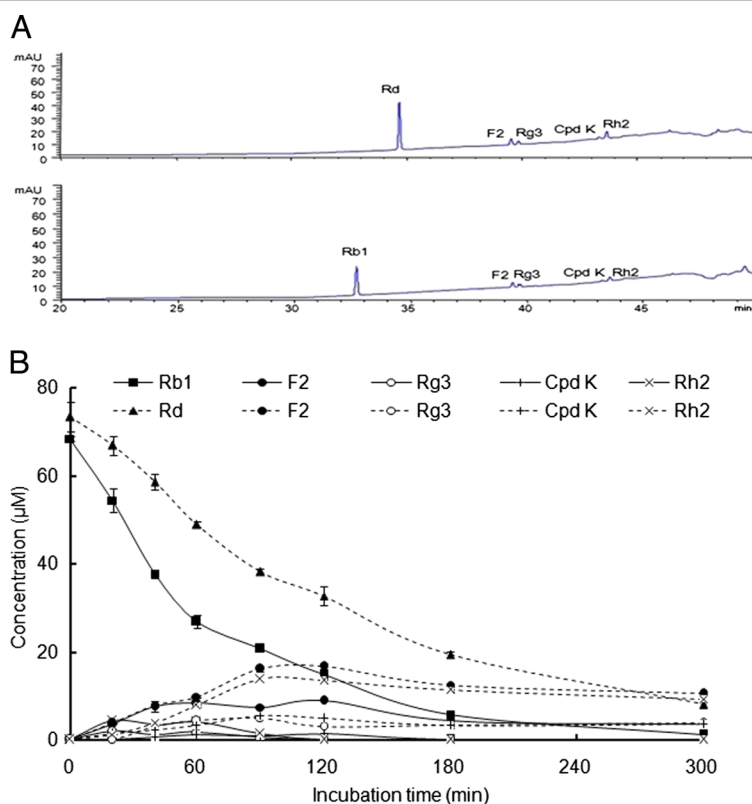 A
mAU
70
60
50
40
30
20
10
0
Rd
F2 Rg3 Cpd K Rh2
mAU
70
60
50
40
30
20
10
0
Rb1
F2 Rg3 Cpd K Rh2
20 25 30 35 40 45 min
B
Rb1 F2 Rg3 Cpd K Rh2
Rd F2 Rg3 Cpd K Rh2
80
60
40
20
0
Concentration (µM)
0 60 120 180 240 300
Incubation time (min)